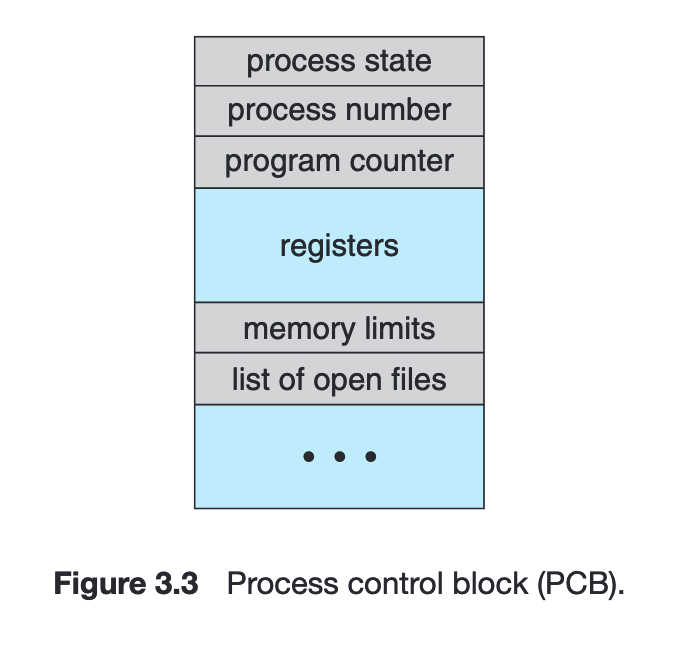 process state
process number
program counter
registers
memory limits
list of open files
• • •
Figure 3.3 Process control block (PCB).